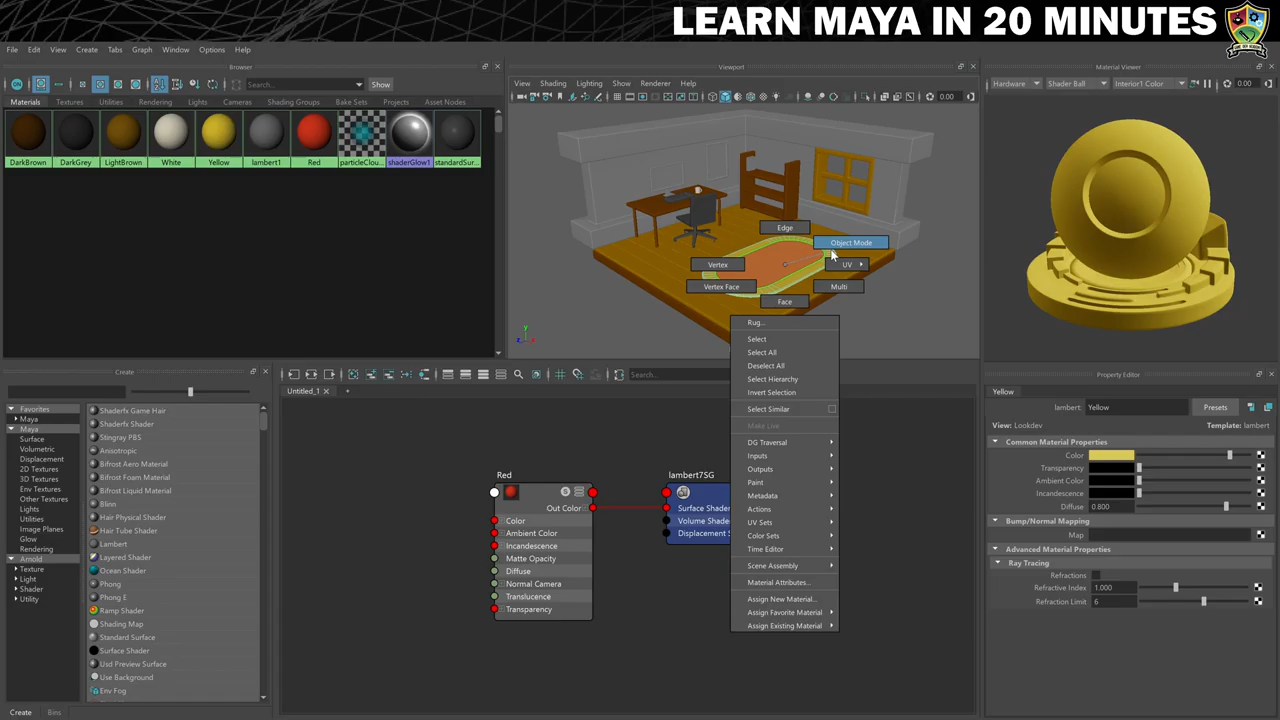 LEARN MAYA IN 20 MINUTES
File Edit View Create Tabs Graph Window Options Help
Browser
Search...
Show
Materials Textures Utilities Rendering Lights Cameras Shading Groups Bake Sets Projects Asset Nodes
DarkBrown DarkGrey LightBrown White Yellow lambert1 Red particleClou... shaderGlow1 standardSur...
Viewport
View Shading Lighting Show Renderer Help
0.00
Edge
Object Mode
Vertex
UV
Vertex Face
Multi
Face
Rug...
Select
Select All
Deselect All
Select Hierarchy
Invert Selection
Select Similar
Make Live
DG Traversal
Inputs
Outputs
Paint
Metadata
Actions
UV Sets
Color Sets
Time Editor
Scene Assembly
Material Attributes...
Assign New Material...
Assign Favorite Material
Assign Existing Material
Material Viewer
Hardware Shader Ball Interior1 Color 0.00
Create
Favorites
Maya
Maya
Surface
Volumetric
Displacement
2D Textures
3D Textures
Env Textures
Other Textures
Lights
Utilities
Image Planes
Glow
Rendering
Arnold
Texture
Light
Shader
Utility
Shaderfx Game Hair
Shaderfx Shader
Stingray PBS
Anisotropic
Bifrost Aero Material
Bifrost Foam Material
Bifrost Liquid Material
Blinn
Hair Physical Shader
Hair Tube Shader
Lambert
Layered Shader
Ocean Shader
Phong
Phong E
Ramp Shader
Shading Map
Standard Surface
Surface Shader
Usd Preview Surface
Use Background
Env Fog
Create Bins
Search...
Untitled_1 +
Red
Out Color
Color
Ambient Color
Incandescence
Matte Opacity
Diffuse
Normal Camera
Translucence
Transparency
lambert7SG
Surface Shader
Volume Shade
Displacement S
Property Editor
Yellow
lambert: Yellow Presets
View: Lookdev Template: lambert
Common Material Properties
Color
Transparency
Ambient Color
Incandescence
Diffuse 0.800
Bump/Normal Mapping
Map
Advanced Material Properties
Ray Tracing
Refractions
Refractive Index 1.000
Refraction Limit 6